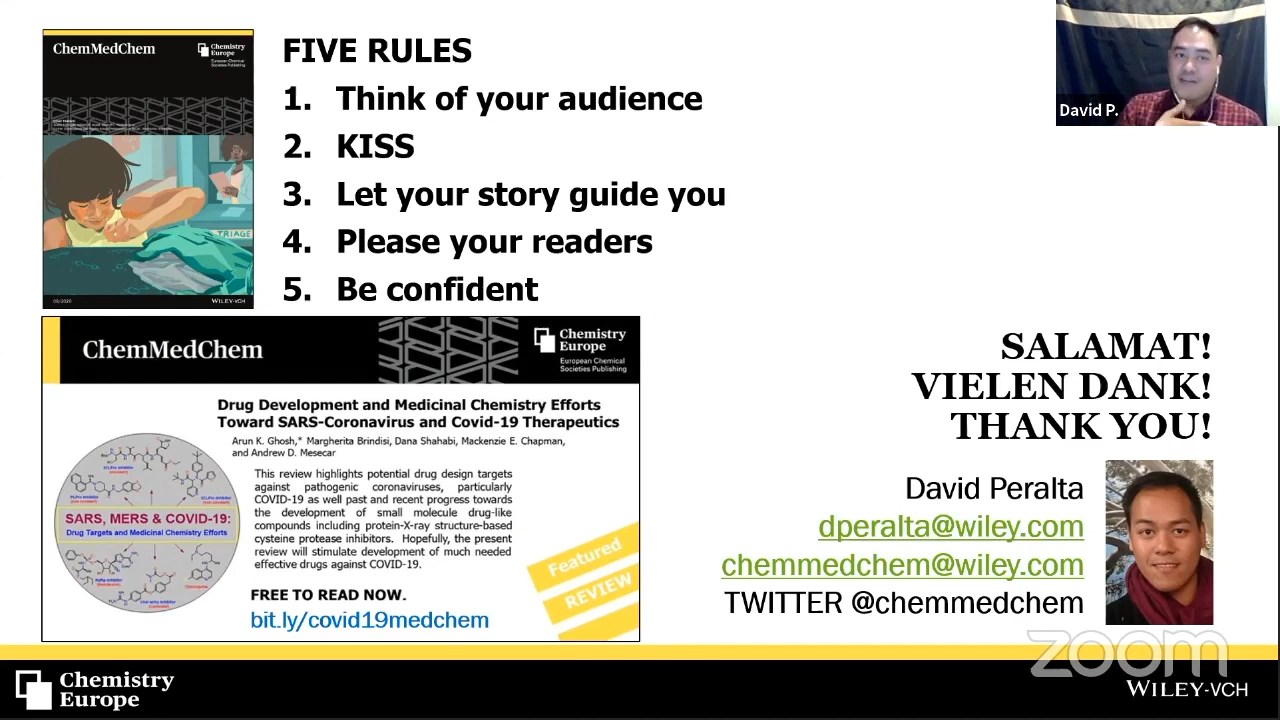 ChemMedChem
Chemistry
Europe
European Chemical
Societies Publishing
TRIAGE
WILEY-VCH
FIVE RULES
1. Think of your audience
2. KISS
3. Let your story guide you
4. Please your readers
5. Be confident
David P.
ChemMedChem
Chemistry
Europe
European Chemical
Societies Publishing
Drug Development and Medicinal Chemistry Efforts
Toward SARS-Coronavirus and Covid-19 Therapeutics
Arun K. Ghosh,* Margherita Brindisi, Dana Shahabi, Mackenzie E. Chapman,
and Andrew D. Mesecar
This review highlights potential drug design targets
against pathogenic coronaviruses, particularly
COVID-19 as well past and recent progress towards
the development of small molecule drug-like
compounds including protein-X-ray structure-based
cysteine protease inhibitors. Hopefully, the present
review will stimulate development of much needed
effective drugs against COVID-19.
SARS, MERS & COVID-19:
Drug Targets and Medicinal Chemistry Efforts
FREE TO READ NOW.
bit.ly/covid19medchem
Featured
REVIEW
SALAMAT!
VIELEN DANK!
THANK YOU!
David Peralta
dperalta@wiley.com
chemmedchem@wiley.com
TWITTER @chemmedchem
zoom
Chemistry
Europe
WILEY-VCH